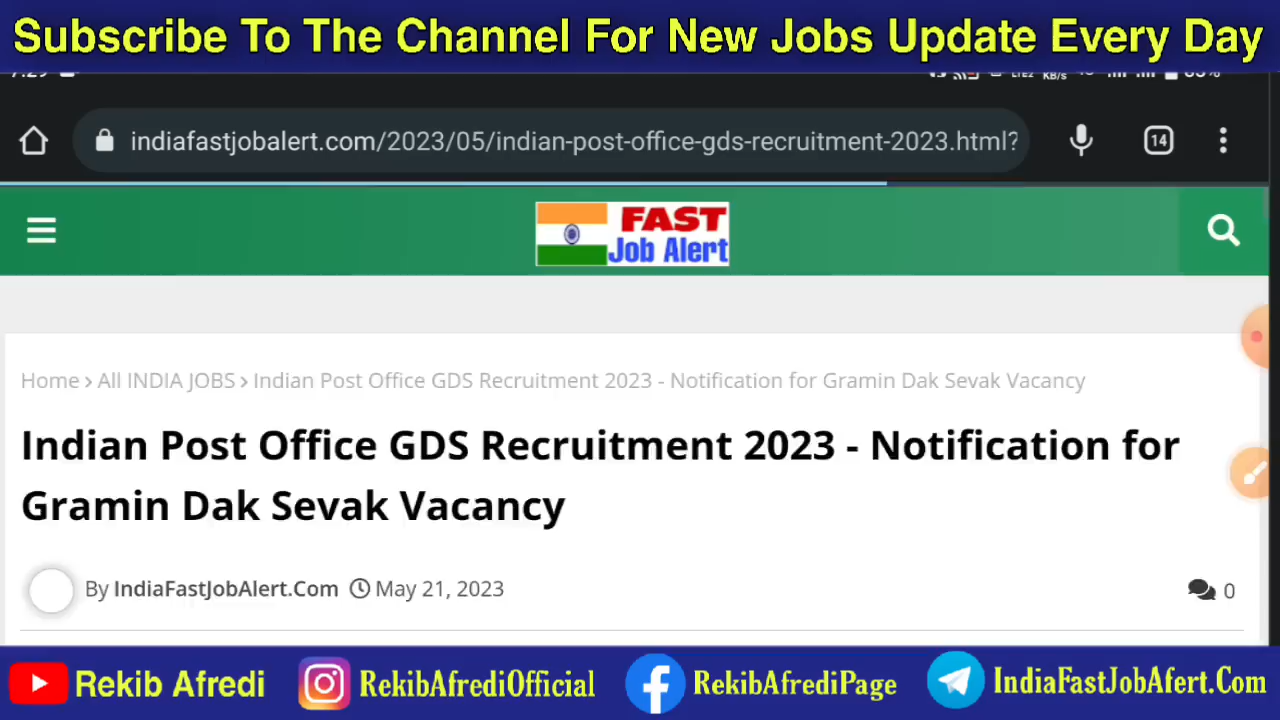 Subscribe To The Channel For New Jobs Update Every Day
indiafastjobalert.com/2023/05/indian-post-office-gds-recruitment-2023.html?
14
FAST
Job Alert
Home › All INDIA JOBS › Indian Post Office GDS Recruitment 2023 - Notification for Gramin Dak Sevak Vacancy
Indian Post Office GDS Recruitment 2023 - Notification for
Gramin Dak Sevak Vacancy
By IndiaFastJobAlert.Com May 21, 2023 0
Rekib Afredi RekibAfrediOfficial RekibAfrediPage IndiaFastJobAfert.Com